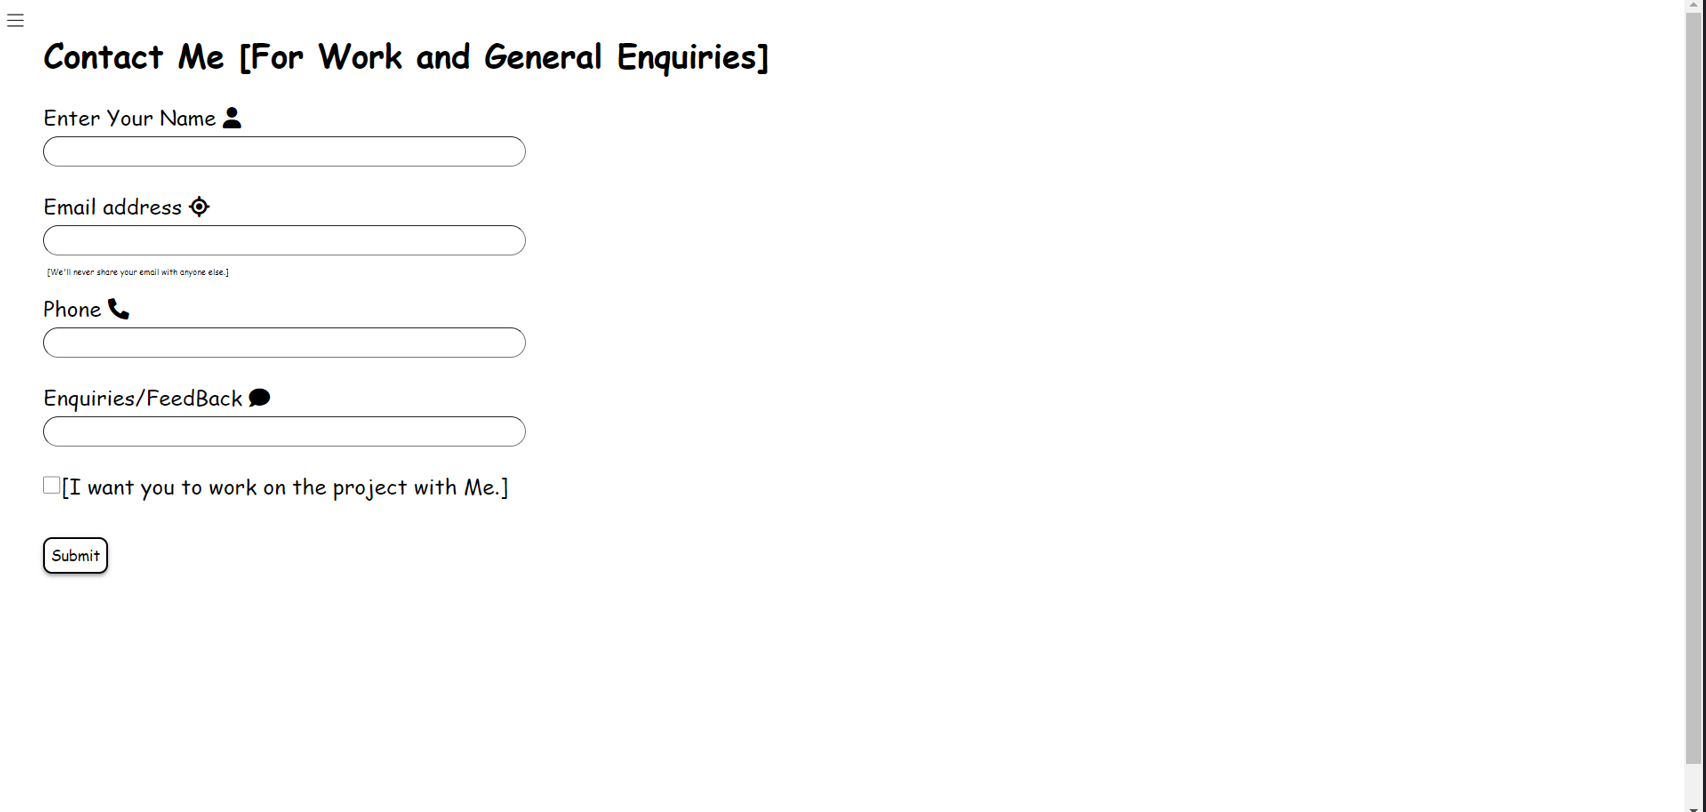 Contact Me [For Work and General Enquiries]
Enter Your Name
Email address
[We'll never share your email with anyone else.]
Phone
Enquiries/FeedBack
[I want you to work on the project with Me.]
Submit